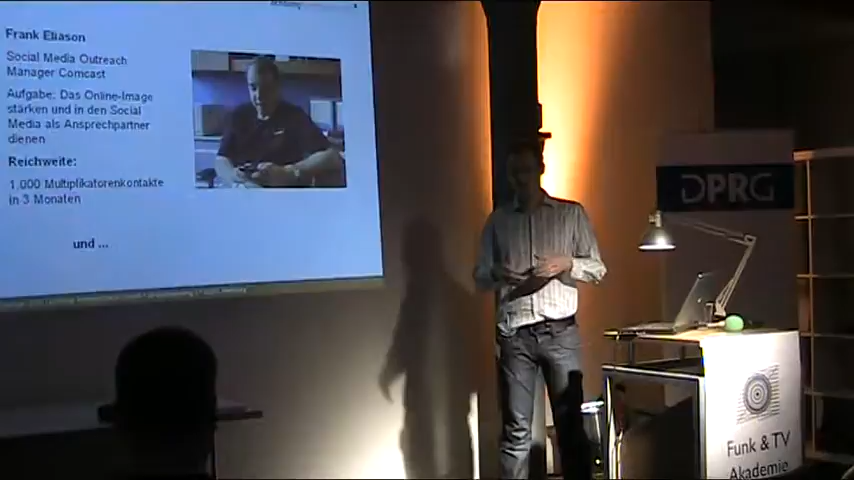 Frank Eliason
Social Media Outreach
Manager Comcast
Aufgabe: Das Online-Image
stärken und in den Social
Media als Ansprechpartner
dienen
Reichweite:
1,000 Multiplikatorenkontakte
in 3 Monaten
und ...
DPRG
Funk & TV
Akademie